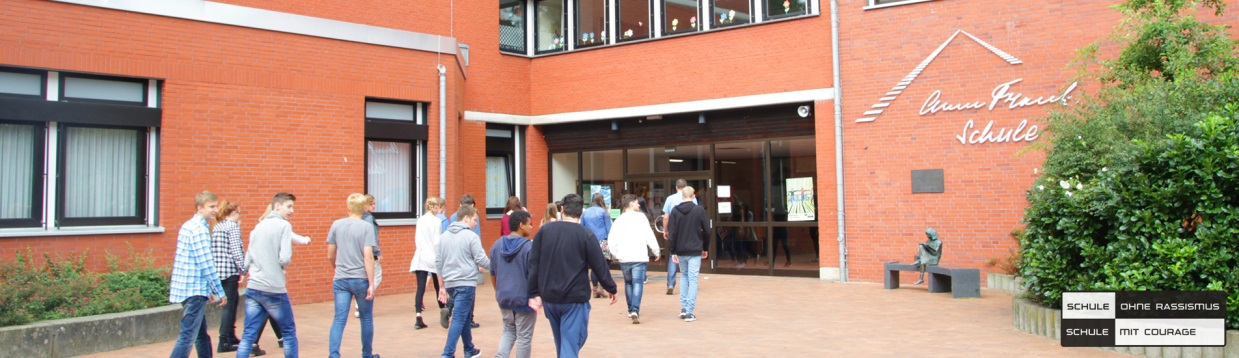 Anne Frank
Schule
SCHULE OHNE RASSISMUS
SCHULE MIT COURAGE